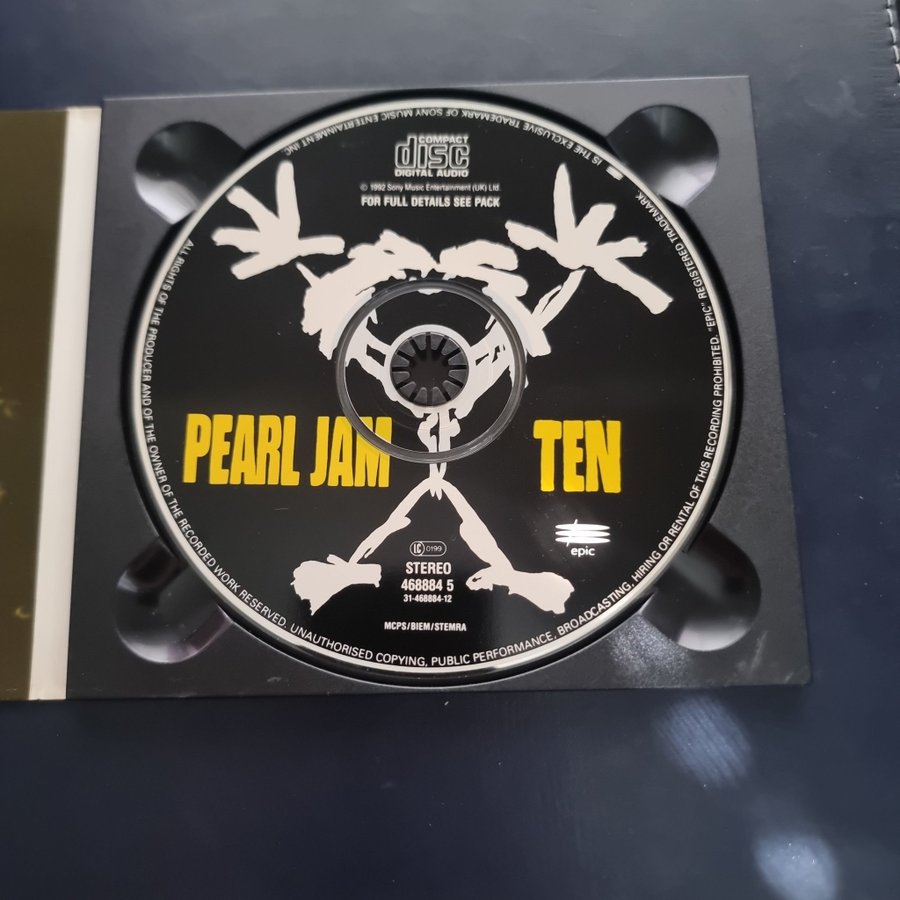 COMPACT
disc
DIGITAL AUDIO
© 1992 Sony Music Entertainment (UK) Ltd.
FOR FULL DETAILS SEE PACK
PEARL JAM
TEN
epic
LC 0199
STEREO
468884 5
31-468884-12
MCPS/BIEM/STEMRA
ALL RIGHTS OF THE PRODUCER AND OF THE OWNER OF THE RECORDED WORK RESERVED. UNAUTHORISED COPYING, PUBLIC PERFORMANCE, BROADCASTING, HIRING OR RENTAL OF THIS RECORDING PROHIBITED. "EPIC" REGISTERED TRADEMARK
IS THE EXCLUSIVE TRADEMARK OF SONY MUSIC ENTERTAINMENT INC.